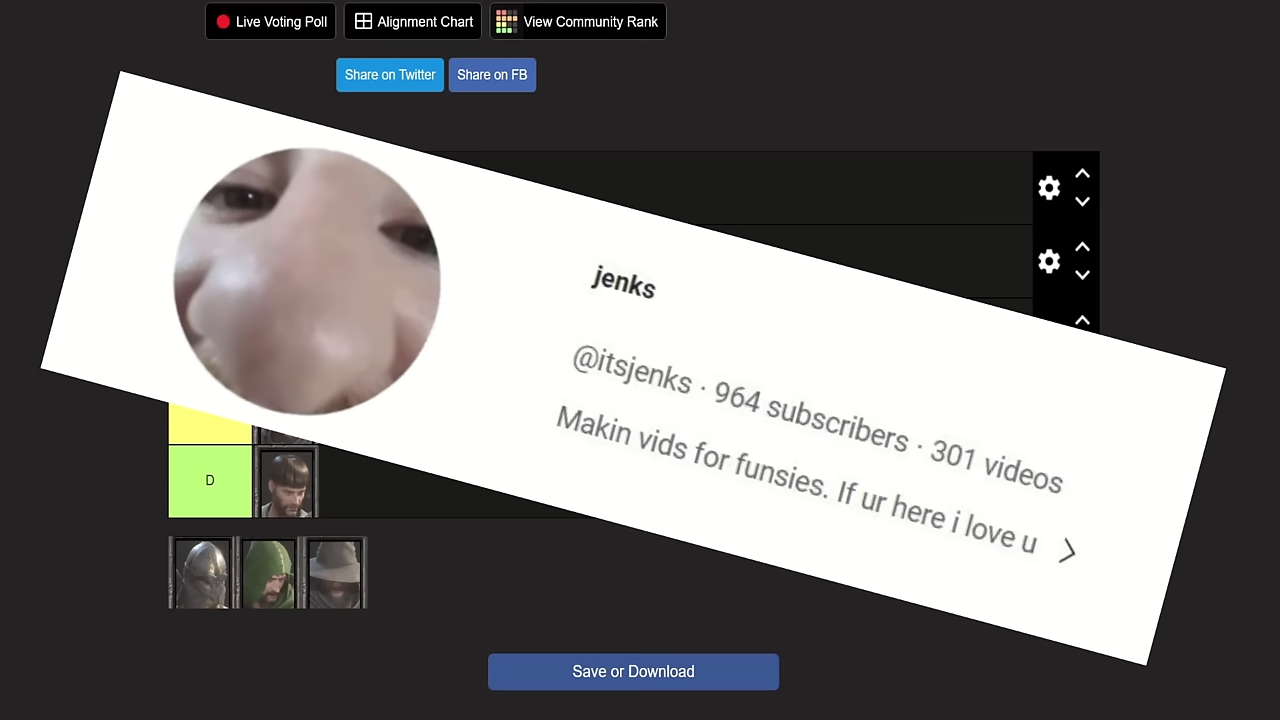 Live Voting Poll
Alignment Chart
View Community Rank
Share on Twitter
Share on FB
jenks
@itsjenks · 964 subscribers · 301 videos
Makin vids for funsies. If ur here i love u
D
Save or Download